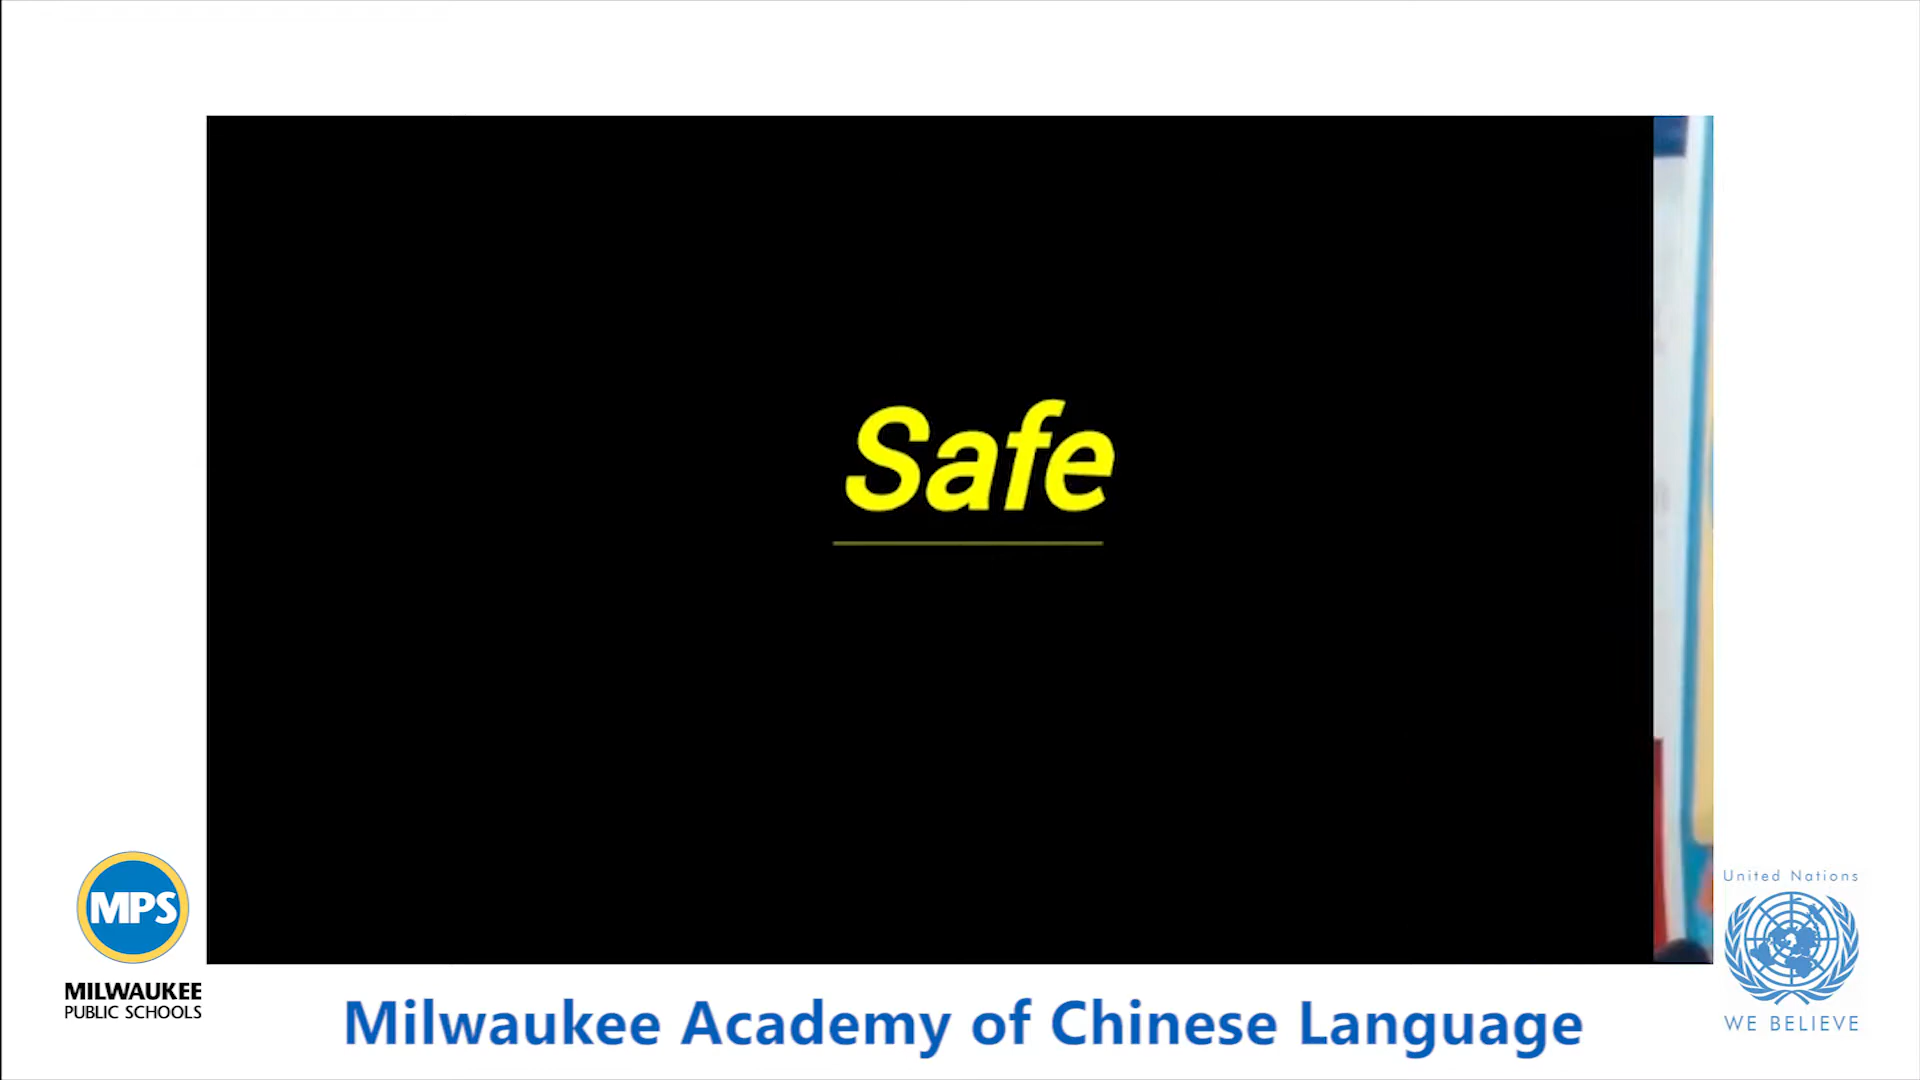 Safe
MPS
MILWAUKEE
PUBLIC SCHOOLS
Milwaukee Academy of Chinese Language
United Nations
WE BELIEVE